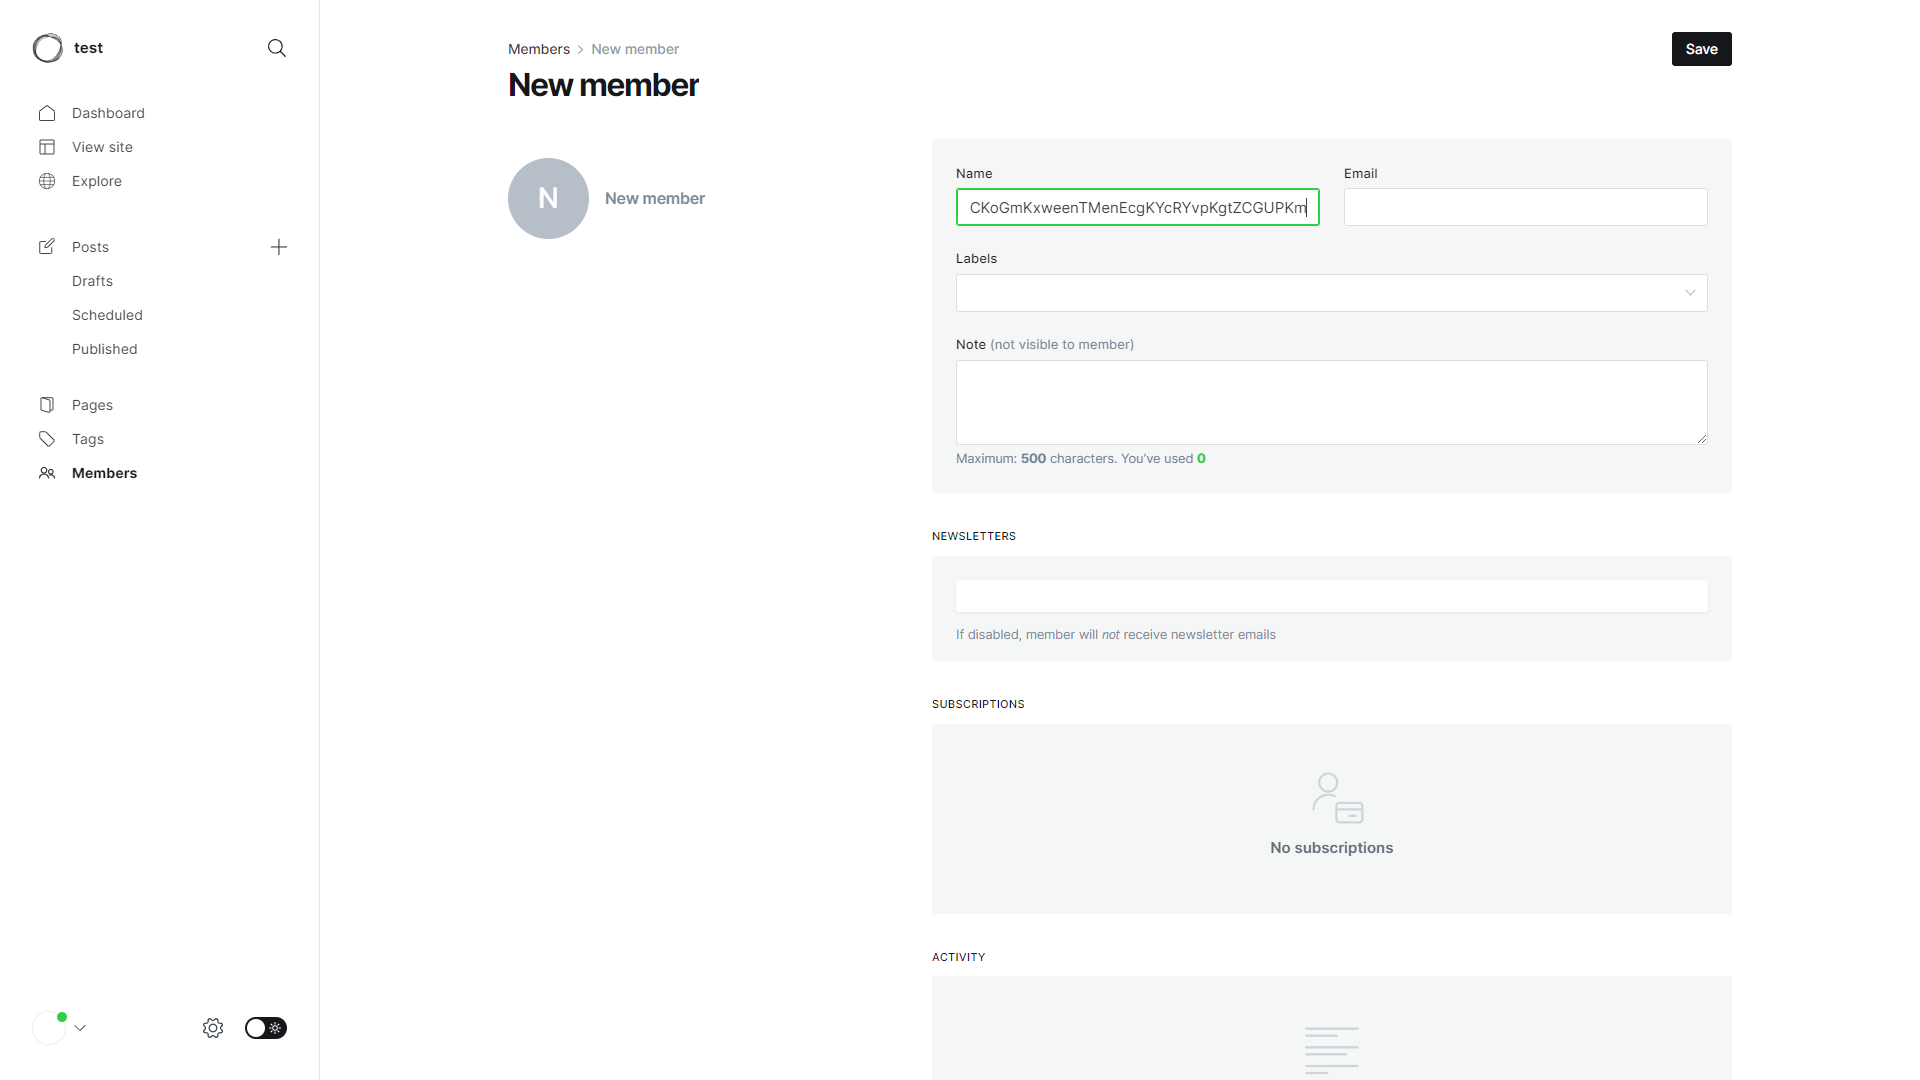 test
Dashboard
View site
Explore
Posts
Drafts
Scheduled
Published
Pages
Tags
Members
Members > New member
New member
Save
N
New member
Name
Email
CKoGmKxweenTMenEcgKYcRYvpKgtZCGUPKm
Labels
Note (not visible to member)
Maximum: 500 characters. You've used 0
NEWSLETTERS
If disabled, member will not receive newsletter emails
SUBSCRIPTIONS
No subscriptions
ACTIVITY